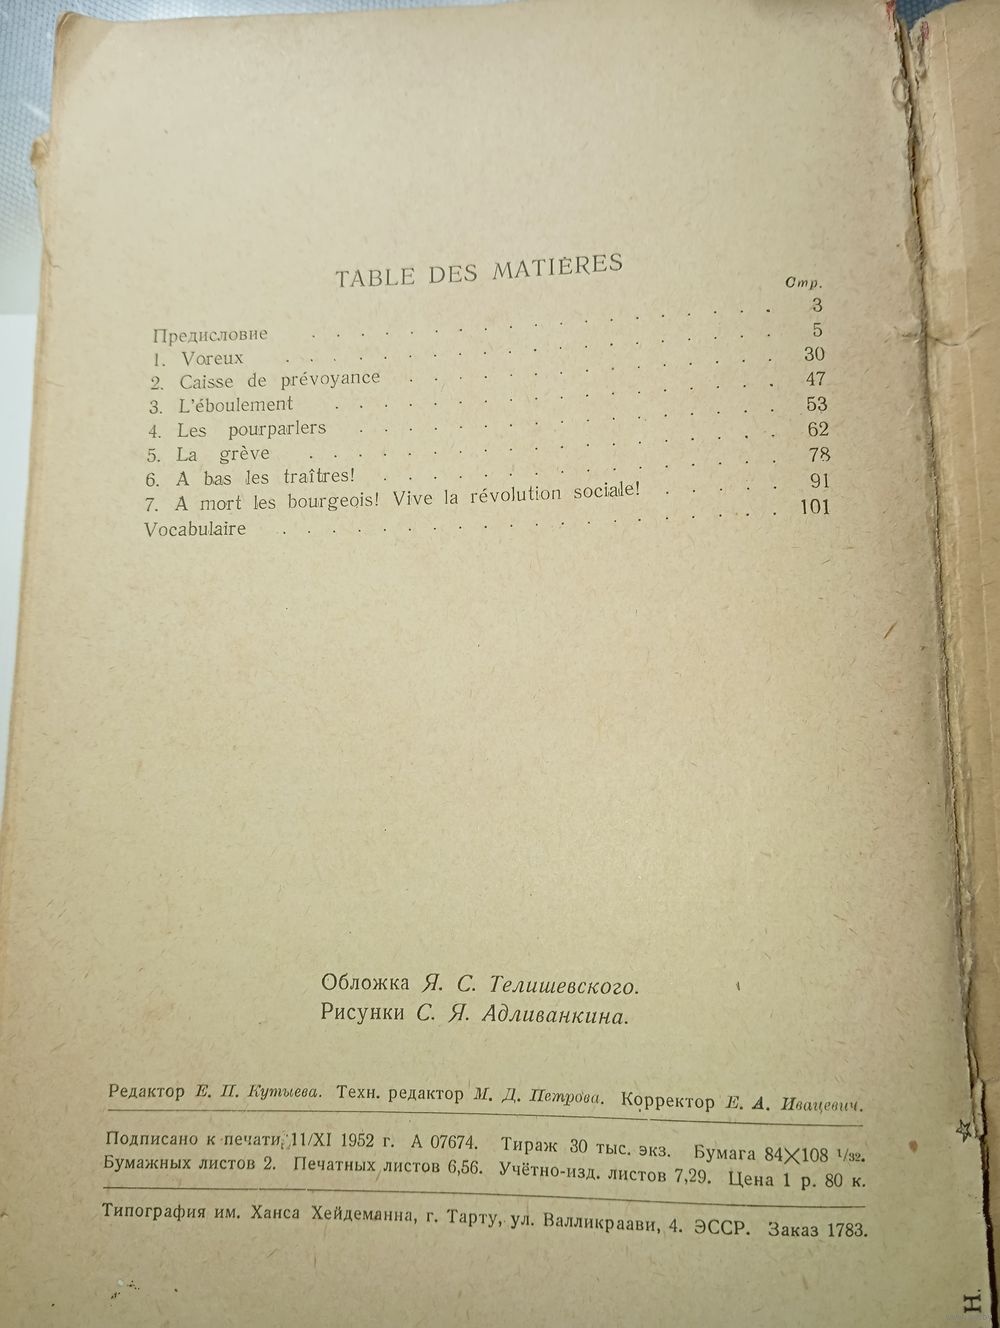 TABLE DES MATIÈRES
Стр.
Предисловие . . . 3
1. Voreux . . . 5
2. Caisse de prévoyance . . . 30
3. L'éboulement . . . 47
4. Les pourparlers . . . 53
5. La grève . . . 62
6. A bas les traîtres! . . . 78
7. A mort les bourgeois! Vive la révolution sociale! . . . 91
Vocabulaire . . . 101
Обложка Я. С. Телишевского.
Рисунки С. Я. Адливанкина.
Редактор Е. П. Кутыева. Техн. редактор М. Д. Петрова. Корректор Е. А. Ивацевич.
Подписано к печати 11/XI 1952 г. А 07674. Тираж 30 тыс. экз. Бумага 84×108 1/32.
Бумажных листов 2. Печатных листов 6,56. Учётно-изд. листов 7,29. Цена 1 р. 80 к.
Типография им. Ханса Хейдеманна, г. Тарту, ул. Валликраави, 4. ЭССР. Заказ 1783.
Н.